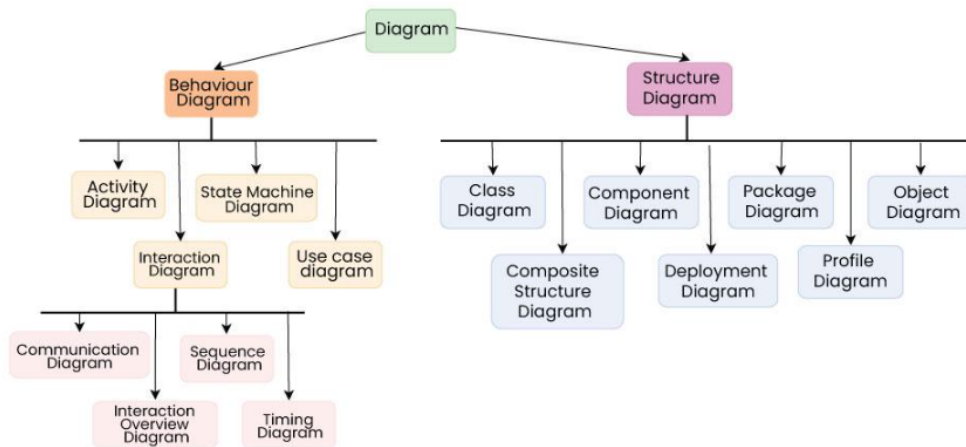 Diagram
Behaviour
Diagram
Structure
Diagram
Activity
Diagram
State Machine
Diagram
Interaction
Diagram
Use case
diagram
Class
Diagram
Component
Diagram
Package
Diagram
Object
Diagram
Composite
Structure
Diagram
Deployment
Diagram
Profile
Diagram
Communication
Diagram
Sequence
Diagram
Interaction
Overview
Diagram
Timing
Diagram